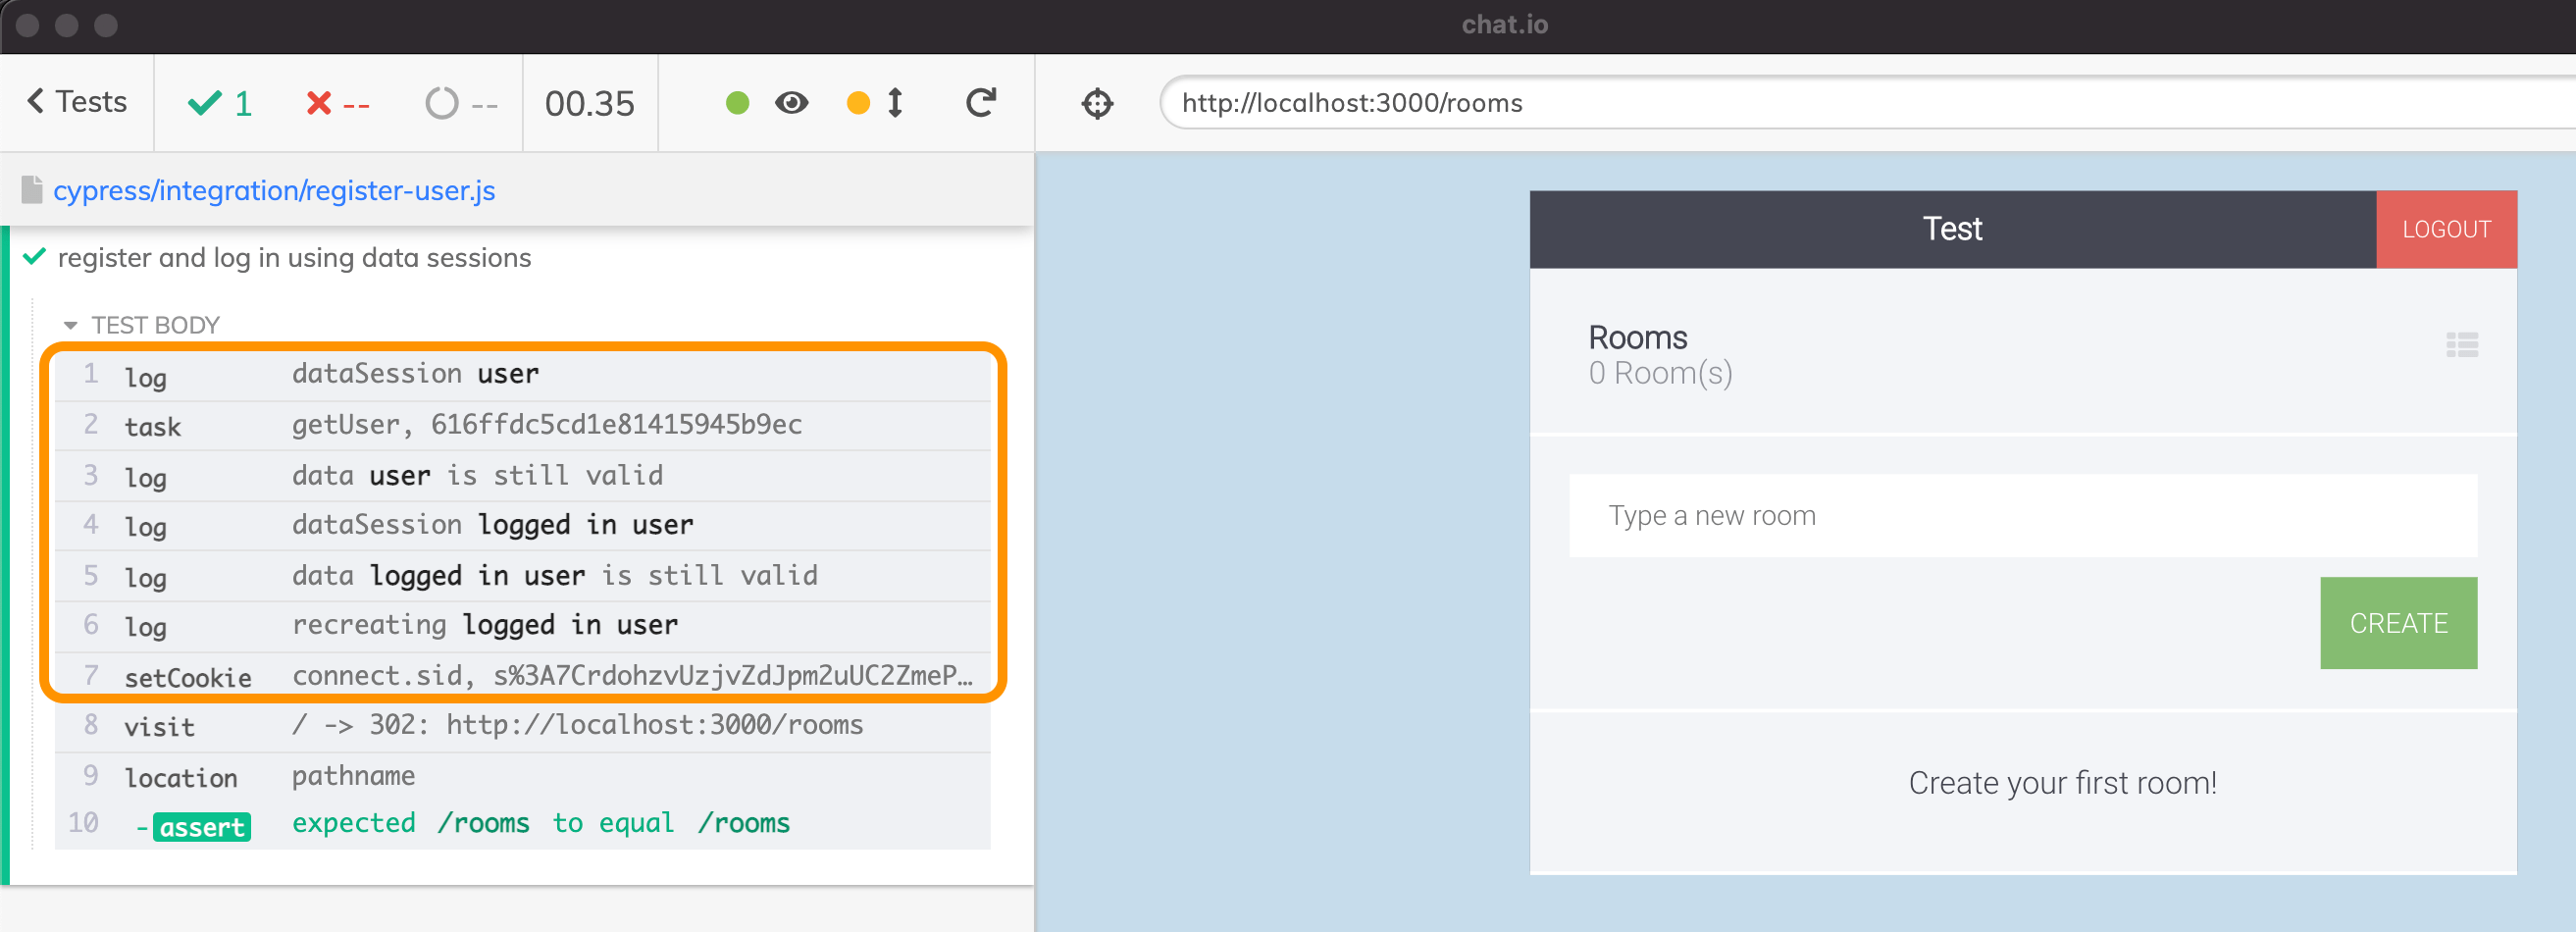 chat.io
Tests
1
--
--
00.35
http://localhost:3000/rooms
cypress/integration/register-user.js
register and log in using data sessions
TEST BODY
1 log dataSession user
2 task getUser, 616ffdc5cd1e81415945b9ec
3 log data user is still valid
4 log dataSession logged in user
5 log data logged in user is still valid
6 log recreating logged in user
7 setCookie connect.sid, s%3A7CrdohzvUzjvZdJpm2uUC2ZmeP…
8 visit / -> 302: http://localhost:3000/rooms
9 location pathname
10 -assert expected /rooms to equal /rooms
Test
LOGOUT
Rooms
0 Room(s)
Type a new room
CREATE
Create your first room!